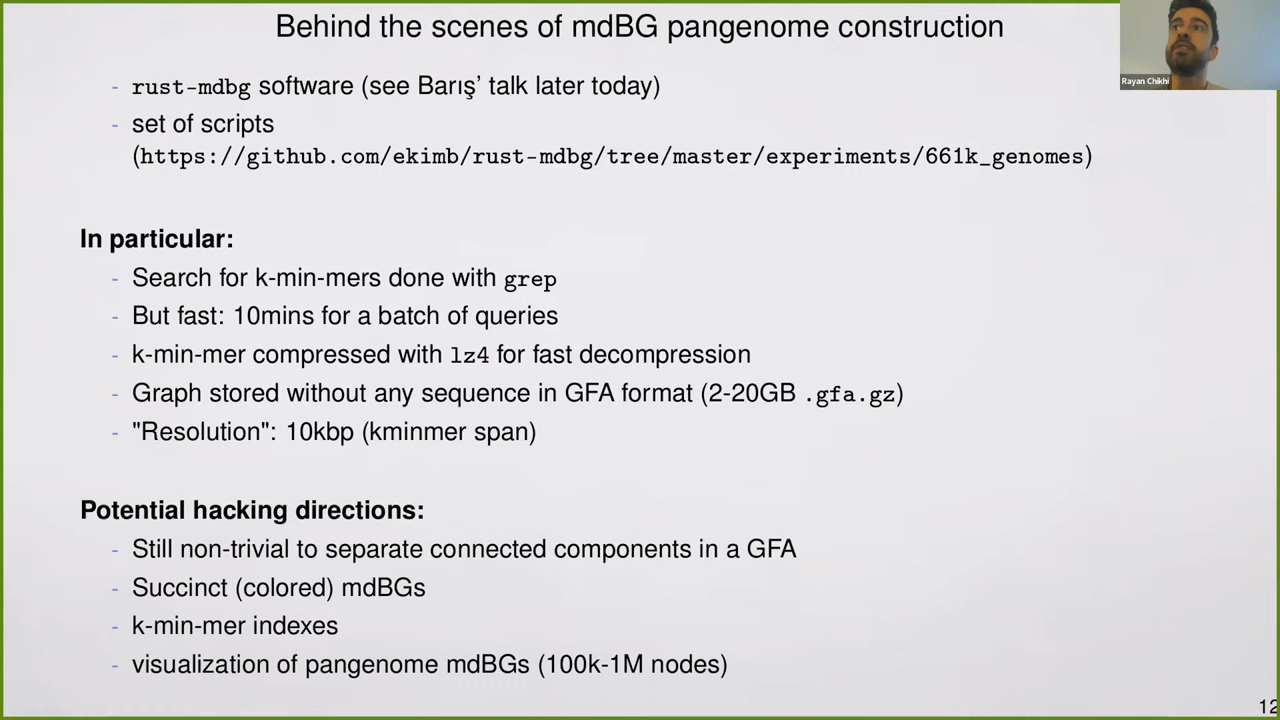 Behind the scenes of mdBG pangenome construction
Rayan Chikhi
- rust-mdbg software (see Barış' talk later today)
- set of scripts
(https://github.com/ekimb/rust-mdbg/tree/master/experiments/661k_genomes)
In particular:
- Search for k-min-mers done with grep
- But fast: 10mins for a batch of queries
- k-min-mer compressed with lz4 for fast decompression
- Graph stored without any sequence in GFA format (2-20GB .gfa.gz)
- "Resolution": 10kbp (kminmer span)
Potential hacking directions:
- Still non-trivial to separate connected components in a GFA
- Succinct (colored) mdBGs
- k-min-mer indexes
- visualization of pangenome mdBGs (100k-1M nodes)
12